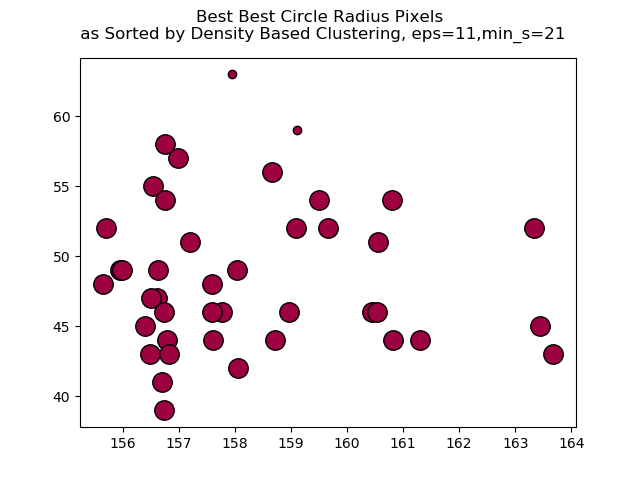 Best Best Circle Radius Pixels
as Sorted by Density Based Clustering, eps=11,min_s=21
60
55
50
45
40
156 157 158 159 160 161 162 163 164